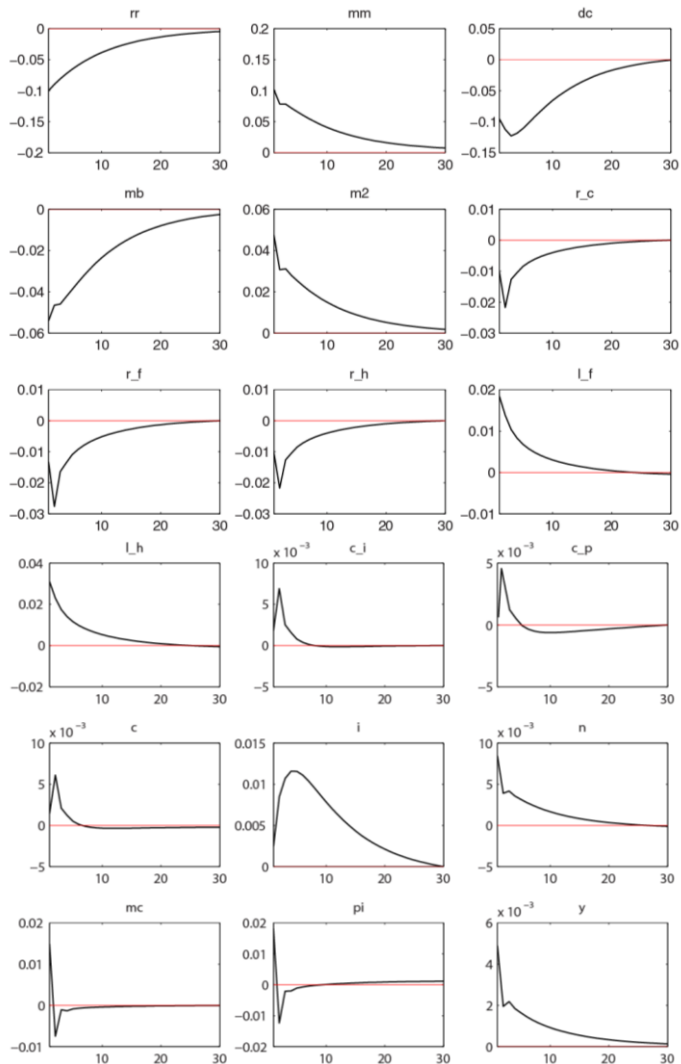 rr
0
−0.05
−0.1
−0.15
−0.2
10 20 30
mm
0.2
0.15
0.1
0.05
0
10 20 30
dc
0.05
0
−0.05
−0.1
−0.15
10 20 30
mb
0
−0.02
−0.04
−0.06
10 20 30
m2
0.06
0.04
0.02
0
10 20 30
r_c
0.01
0
−0.01
−0.02
−0.03
10 20 30
r_f
0.01
0
−0.01
−0.02
−0.03
10 20 30
r_h
0.01
0
−0.01
−0.02
−0.03
10 20 30
l_f
0.02
0.01
0
−0.01
10 20 30
l_h
0.04
0.02
0
−0.02
10 20 30
c_i
x 10⁻³
10
5
0
−5
10 20 30
c_p
x 10⁻³
5
0
−5
10 20 30
c
x 10⁻³
10
5
0
−5
10 20 30
i
0.015
0.01
0.005
0
10 20 30
n
x 10⁻³
10
5
0
−5
10 20 30
mc
0.02
0.01
0
−0.01
10 20 30
pi
0.02
0.01
0
−0.01
−0.02
10 20 30
y
x 10⁻³
6
4
2
0
10 20 30